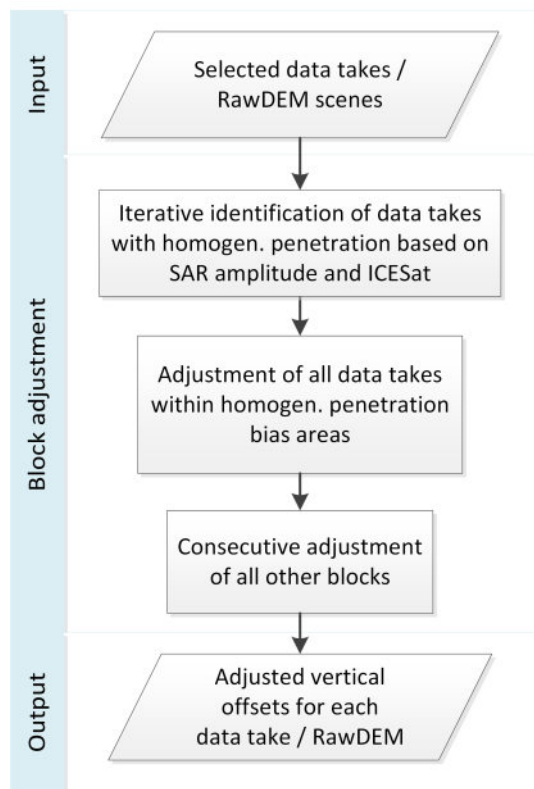 Input
Selected data takes /
RawDEM scenes
Block adjustment
Iterative identification of data takes
with homogen. penetration based on
SAR amplitude and ICESat
Adjustment of all data takes
within homogen. penetration
bias areas
Consecutive adjustment
of all other blocks
Output
Adjusted vertical
offsets for each
data take / RawDEM